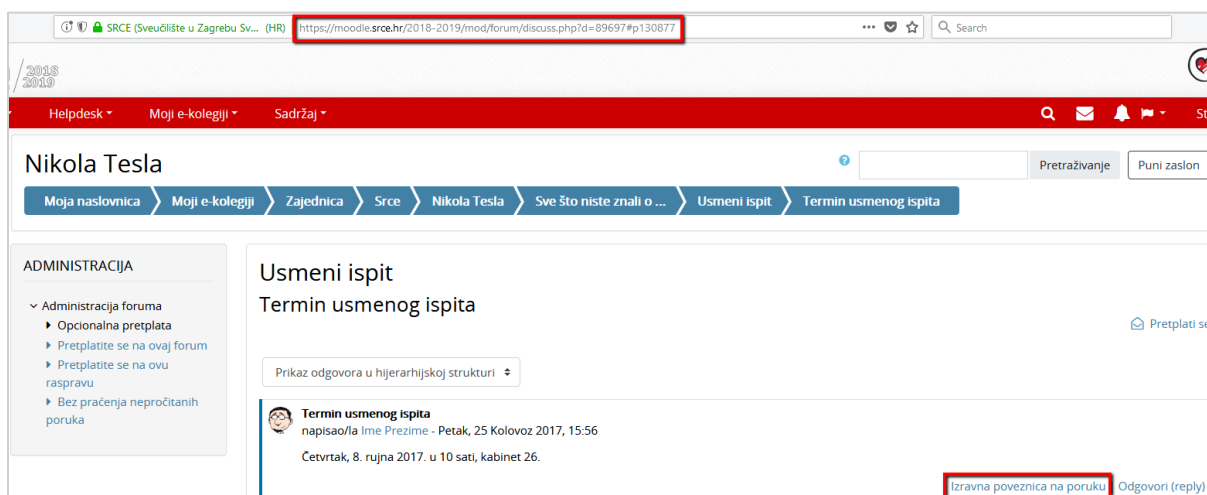 SRCE (Sveučilište u Zagrebu Sv... (HR) https://moodle.srce.hr/2018-2019/mod/forum/discuss.php?d=89697#p130877 Search
2018
2019
Helpdesk Moji e-kolegiji Sadržaj St
Nikola Tesla
Pretraživanje Puni zaslon
Moja naslovnica Moji e-kolegiji Zajednica Srce Nikola Tesla Sve što niste znali o ... Usmeni ispit Termin usmenog ispita
ADMINISTRACIJA
Administracija foruma
Opcionalna pretplata
Pretplatite se na ovaj forum
Pretplatite se na ovu
raspravu
Bez praćenja nepročitanih
poruka
Usmeni ispit
Termin usmenog ispita
Pretplati se
Prikaz odgovora u hijerarhijskoj strukturi
Termin usmenog ispita
napisao/la Ime Prezime - Petak, 25 Kolovoz 2017, 15:56
Četvrtak, 8. rujna 2017. u 10 sati, kabinet 26.
Izravna poveznica na poruku Odgovori (reply)